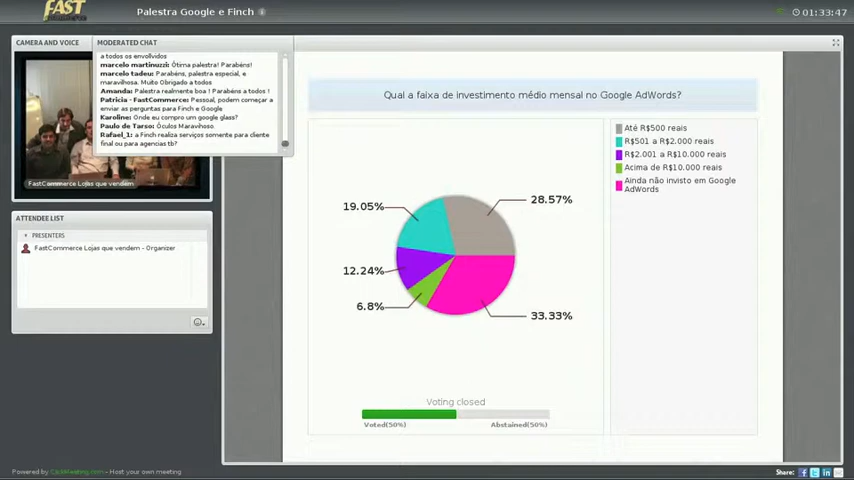 FAST
Palestra Google e Finch
01:33:47
CAMERA AND VOICE
MODERATED CHAT
a todos os envolvidos
marcelo martinuzzi: Ótima palestra! Parabéns!
marcelo tadeu: Parabéns, palestra especial, e
maravilhosa. Muito Obrigado a todos
Amanda: Palestra realmente boa ! Parabéns a todos !
Patricia - FastCommerce: Pessoal, podem começar a
enviar as perguntas para Finch e Google
Karoline: Onde eu compro um google glass?
Paulo de Tarso: Óculos Maravihoso
Rafael_1: a Finch realiza serviços somente para cliente
final ou para agencias tb?
FastCommerce Lojas que vendem
ATTENDEE LIST
PRESENTERS
FastCommerce Lojas que vendem - Organizer
Qual a faixa de investimento médio mensal no Google AdWords?
28.57%
19.05%
12.24%
6.8%
33.33%
Até R$500 reais
R$501 a R$2.000 reais
R$2.001 a R$10.000 reais
Acima de R$10.000 reais
Ainda não invisto em Google
AdWords
Voting closed
Voted(50%)
Abstained(50%)
Powered by ClickMeeting.com - Host your own meeting
Share: